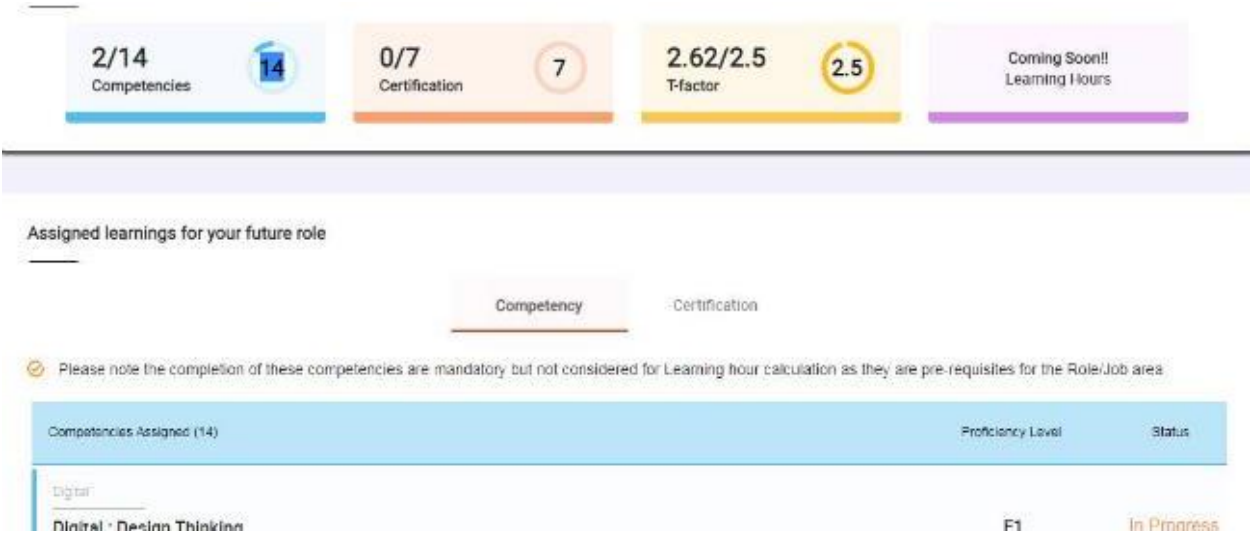 2/14
Competencies
14
0/7
Certification
7
2.62/2.5
T-factor
2.5
Coming Soon!!
Learning Hours
Assigned learnings for your future role
Competency
Certification
Please note the completion of these competencies are mandatory but not considered for Learning hour calculation as they are pre-requisites for the Role/Job area
Competencies Assigned (14) Proficiency Level Status
Digital
Digital : Design Thinking E1 In Progress